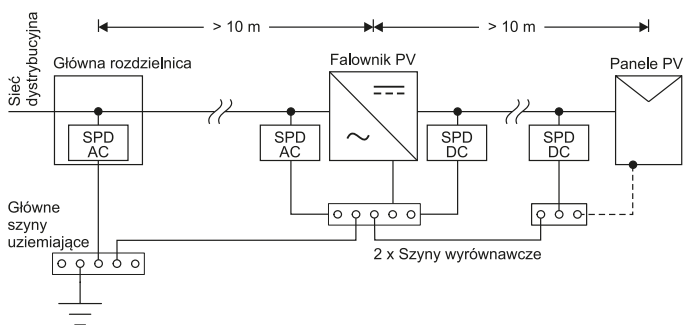 > 10 m
> 10 m
Sieć
dystrybucyjna
Główna rozdzielnica
Falownik PV
Panele PV
SPD
AC
SPD
AC
SPD
DC
SPD
DC
Główne
szyny
uziemiające
2 x Szyny wyrównawcze